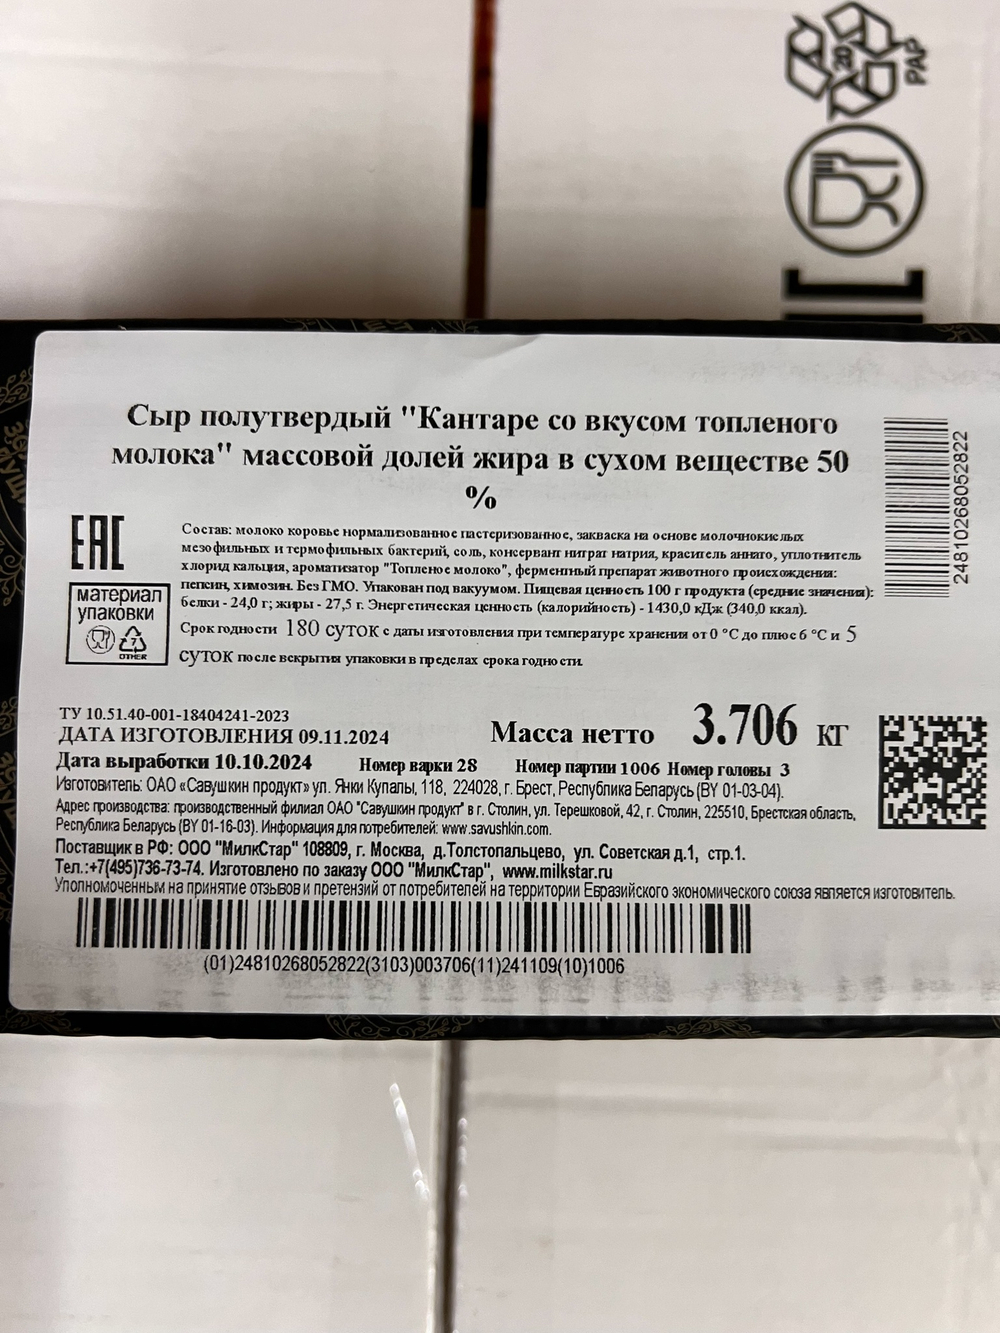 20
PAP
Сыр полутвердый "Кантаре со вкусом топленого
молока" массовой долей жира в сухом веществе 50
%
24810268052822
EAC
материал
упаковки
7
OTHER
Состав: молоко коровье нормализованное пастеризованное, закваска на основе молочнокислых
мезофильных и термофильных бактерий, соль, консервант нитрат натрия, краситель аннато, уплотнитель
хлорид кальция, ароматизатор "Топленое молоко", ферментный препарат животного происхождения:
пепсин, химозин. Без ГМО. Упакован под вакуумом. Пищевая ценность 100 г продукта (средние значения):
белки - 24,0 г; жиры - 27,5 г. Энергетическая ценность (калорийность) - 1430,0 кДж (340,0 ккал).
Срок годности 180 суток с даты изготовления при температуре хранения от 0 °С до плюс 6 °С и 5
суток после вскрытия упаковки в пределах срока годности.
ТУ 10.51.40-001-18404241-2023
ДАТА ИЗГОТОВЛЕНИЯ 09.11.2024
Масса нетто 3.706 кг
Дата выработки 10.10.2024 Номер варки 28 Номер партии 1006 Номер головы 3
Изготовитель: ОАО «Савушкин продукт» ул. Янки Купалы, 118, 224028, г. Брест, Республика Беларусь (BY 01-03-04).
Адрес производства: производственный филиал ОАО "Савушкин продукт" в г. Столин, ул. Терешковой, 42, г. Столин, 225510, Брестская область,
Республика Беларусь (BY 01-16-03). Информация для потребителей: www.savushkin.com.
Поставщик в РФ: ООО "МилкСтар" 108809, г. Москва, д.Толстопальцево, ул. Советская д.1, стр.1.
Тел.:+7(495)736-73-74. Изготовлено по заказу ООО "МилкСтар", www.milkstar.ru
Уполномоченным на принятие отзывов и претензий от потребителей на территории Евразийского экономического союза является изготовитель.
(01)24810268052822(3103)003706(11)241109(10)1006